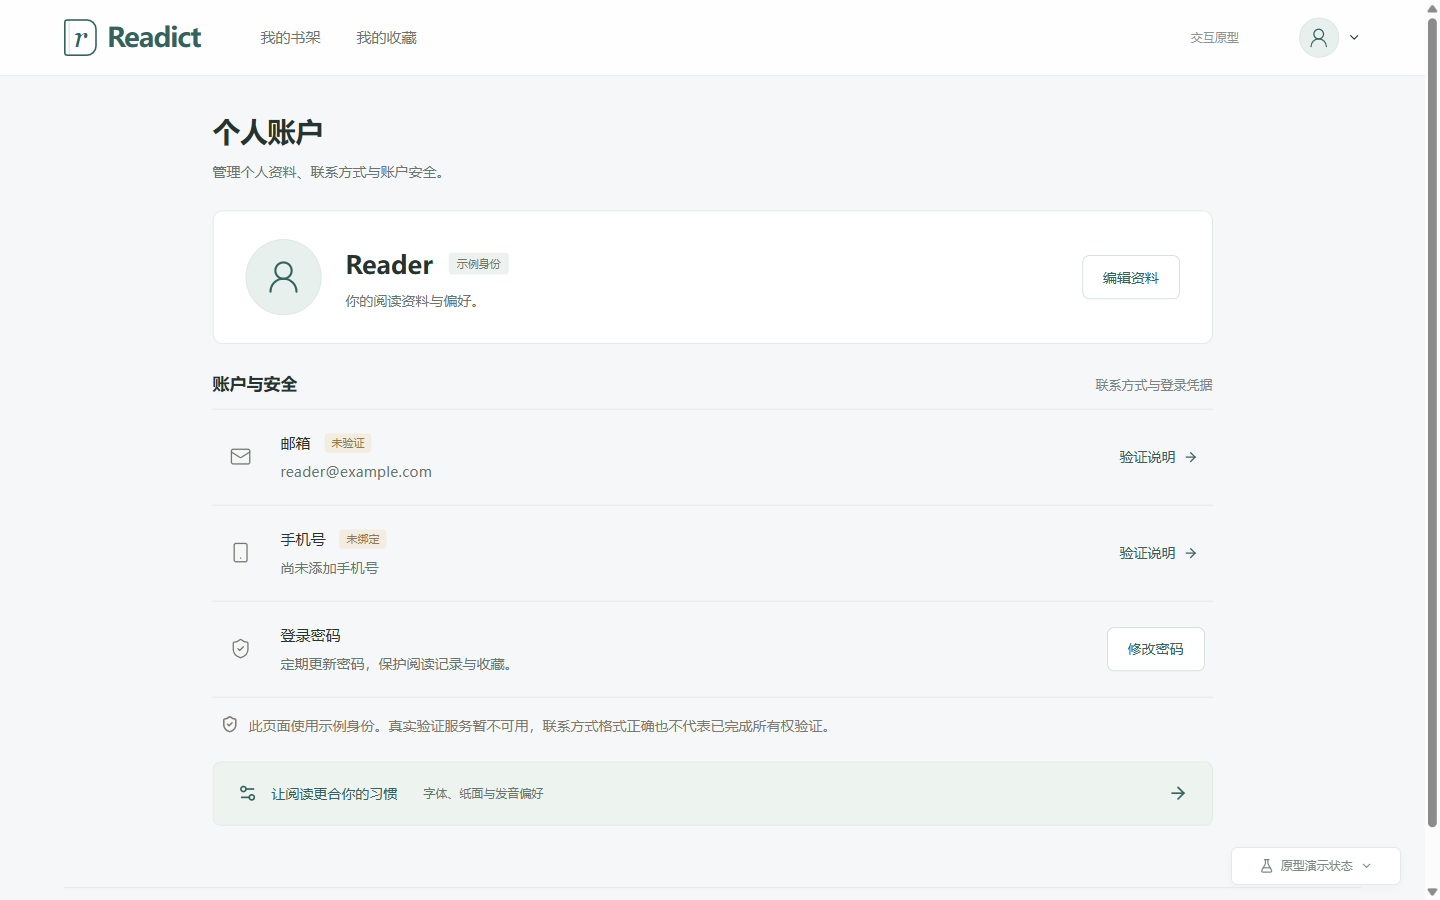 r Readict
我的书架
我的收藏
交互原型
个人账户
管理个人资料、联系方式与账户安全。
Reader 示例身份
你的阅读资料与偏好。
编辑资料
账户与安全
联系方式与登录凭据
邮箱 未验证
reader@example.com
验证说明
手机号 未绑定
尚未添加手机号
验证说明
登录密码
定期更新密码，保护阅读记录与收藏。
修改密码
此页面使用示例身份。真实验证服务暂不可用，联系方式格式正确也不代表已完成所有权验证。
让阅读更合你的习惯 字体、纸面与发音偏好
原型演示状态